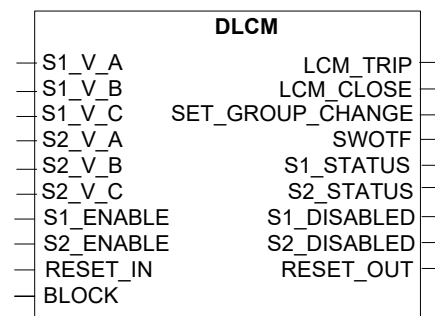 DLCM
S1_V_A LCM_TRIP
S1_V_B LCM_CLOSE
S1_V_C SET_GROUP_CHANGE
S2_V_A SWOTF
S2_V_B S1_STATUS
S2_V_C S2_STATUS
S1_ENABLE S1_DISABLED
S2_ENABLE S2_DISABLED
RESET_IN RESET_OUT
BLOCK